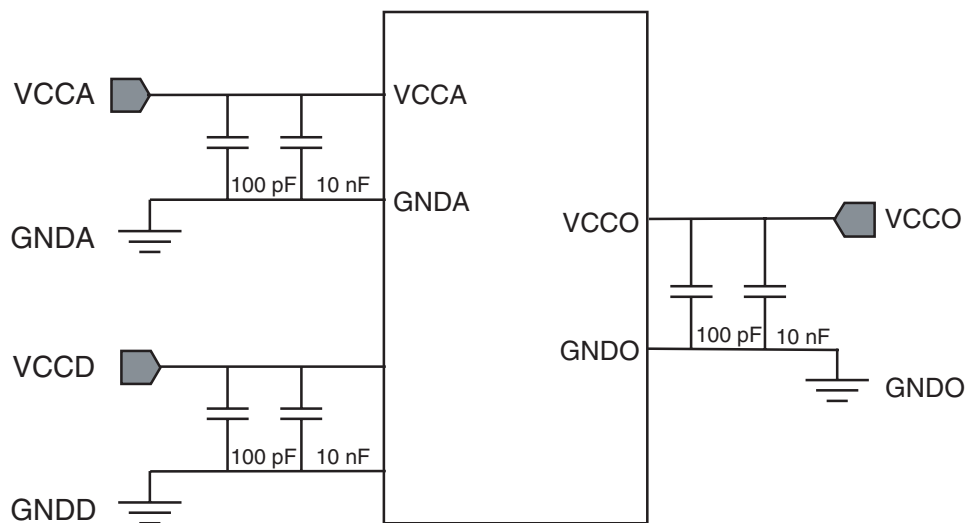 VCCA
VCCA
100 pF
10 nF
GNDA
GNDA
VCCO
VCCO
100 pF
10 nF
GNDO
GNDO
VCCD
100 pF
10 nF
GNDD